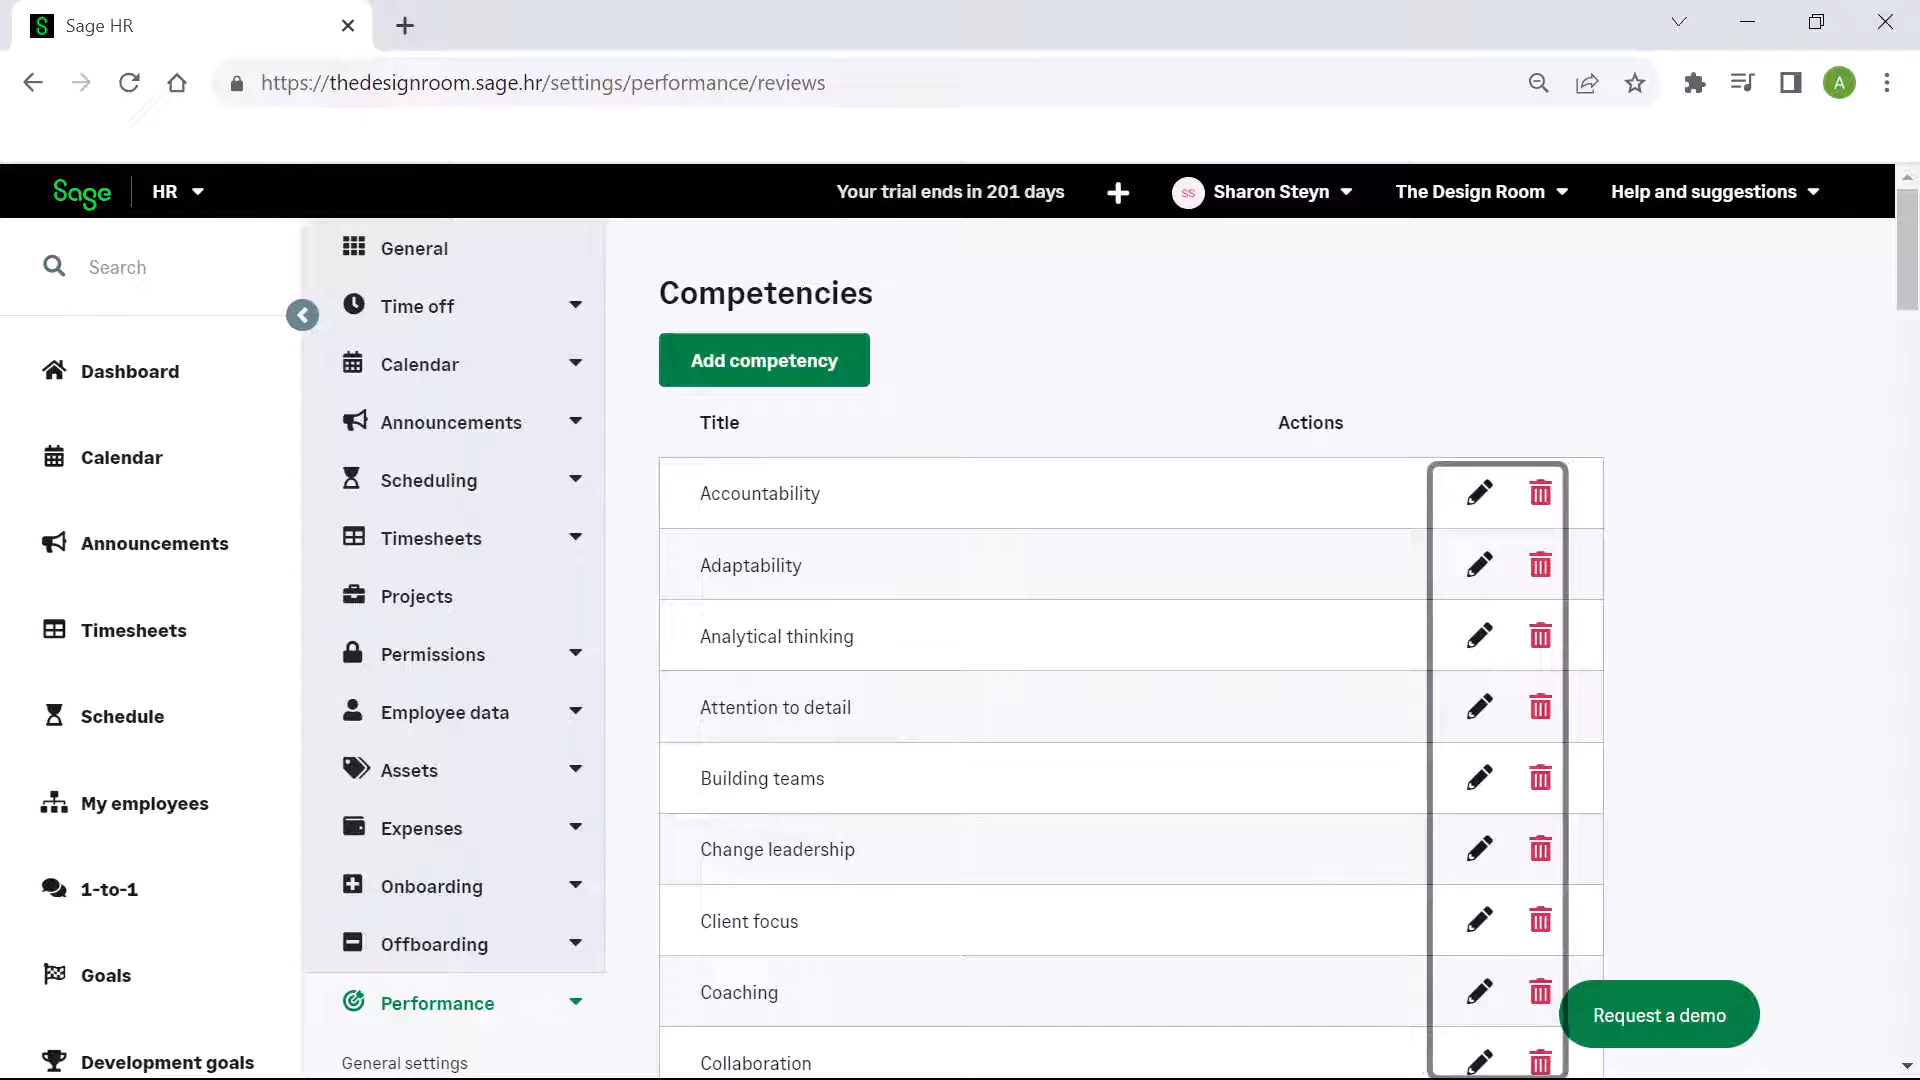 Sage HR
https://thedesignroom.sage.hr/settings/performance/reviews
A
Sage
HR
Your trial ends in 201 days
SS
Sharon Steyn
The Design Room
Help and suggestions
Search
Dashboard
Calendar
Announcements
Timesheets
Schedule
My employees
1-to-1
Goals
Development goals
General
Time off
Calendar
Announcements
Scheduling
Timesheets
Projects
Permissions
Employee data
Assets
Expenses
Onboarding
Offboarding
Performance
General settings
Competencies
Add competency
Title
Actions
Accountability
Adaptability
Analytical thinking
Attention to detail
Building teams
Change leadership
Client focus
Coaching
Collaboration
Request a demo